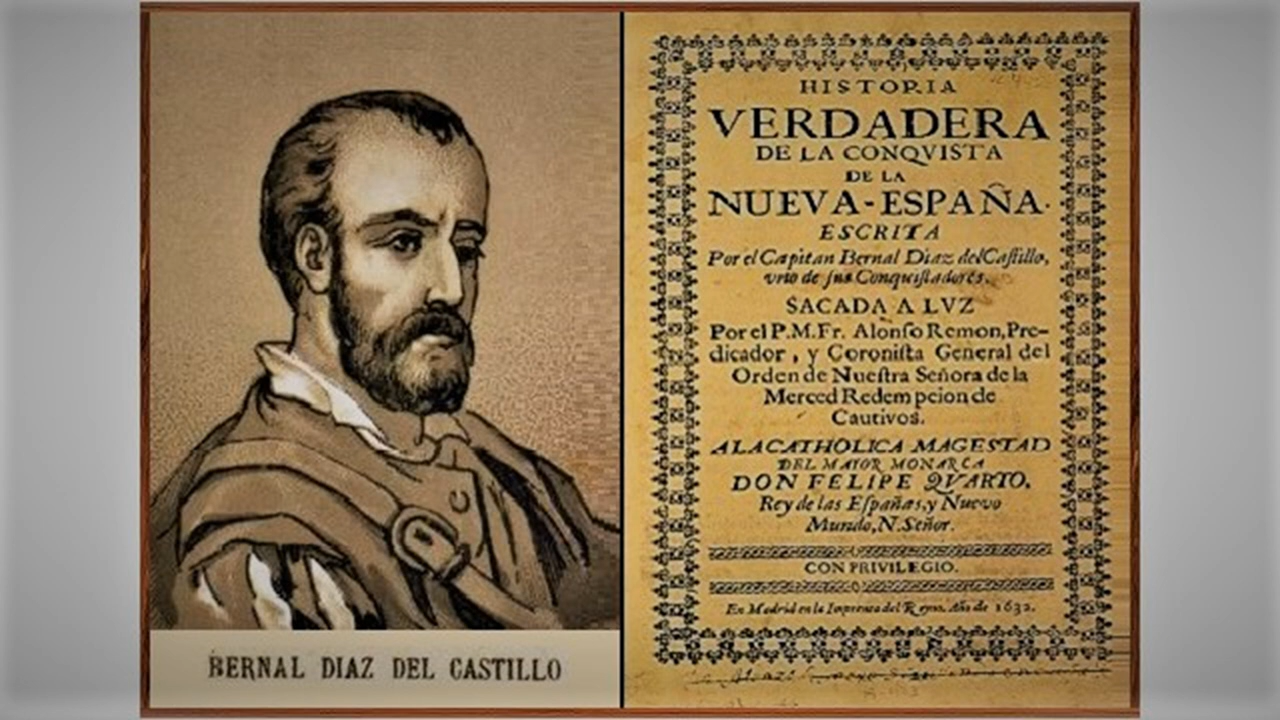 BERNAL DIAZ DEL CASTILLO
HISTORIA
VERDADERA
DE LA CONQVISTA
DE LA
NUEVA-ESPAÑA.
ESCRITA
Por el Capitan Bernal Diaz del Castillo,
vno de sus Conquistadores.
SACADA A LVZ
Por el P.M.Fr. Alonso Remon, Pre-
dicador, y Coronista General del
Orden de Nuestra Señora de la
Merced Redempcion de
Cautivos.
A LA CATHOLICA MAGESTAD
DEL MAYOR MONARCA
DON FELIPE QVARTO,
Rey de las Españas, y Nuevo
Mundo, N. Señor.
CON PRIVILEGIO.
En Madrid en la Imprenta del Reyno. Año de 1632.